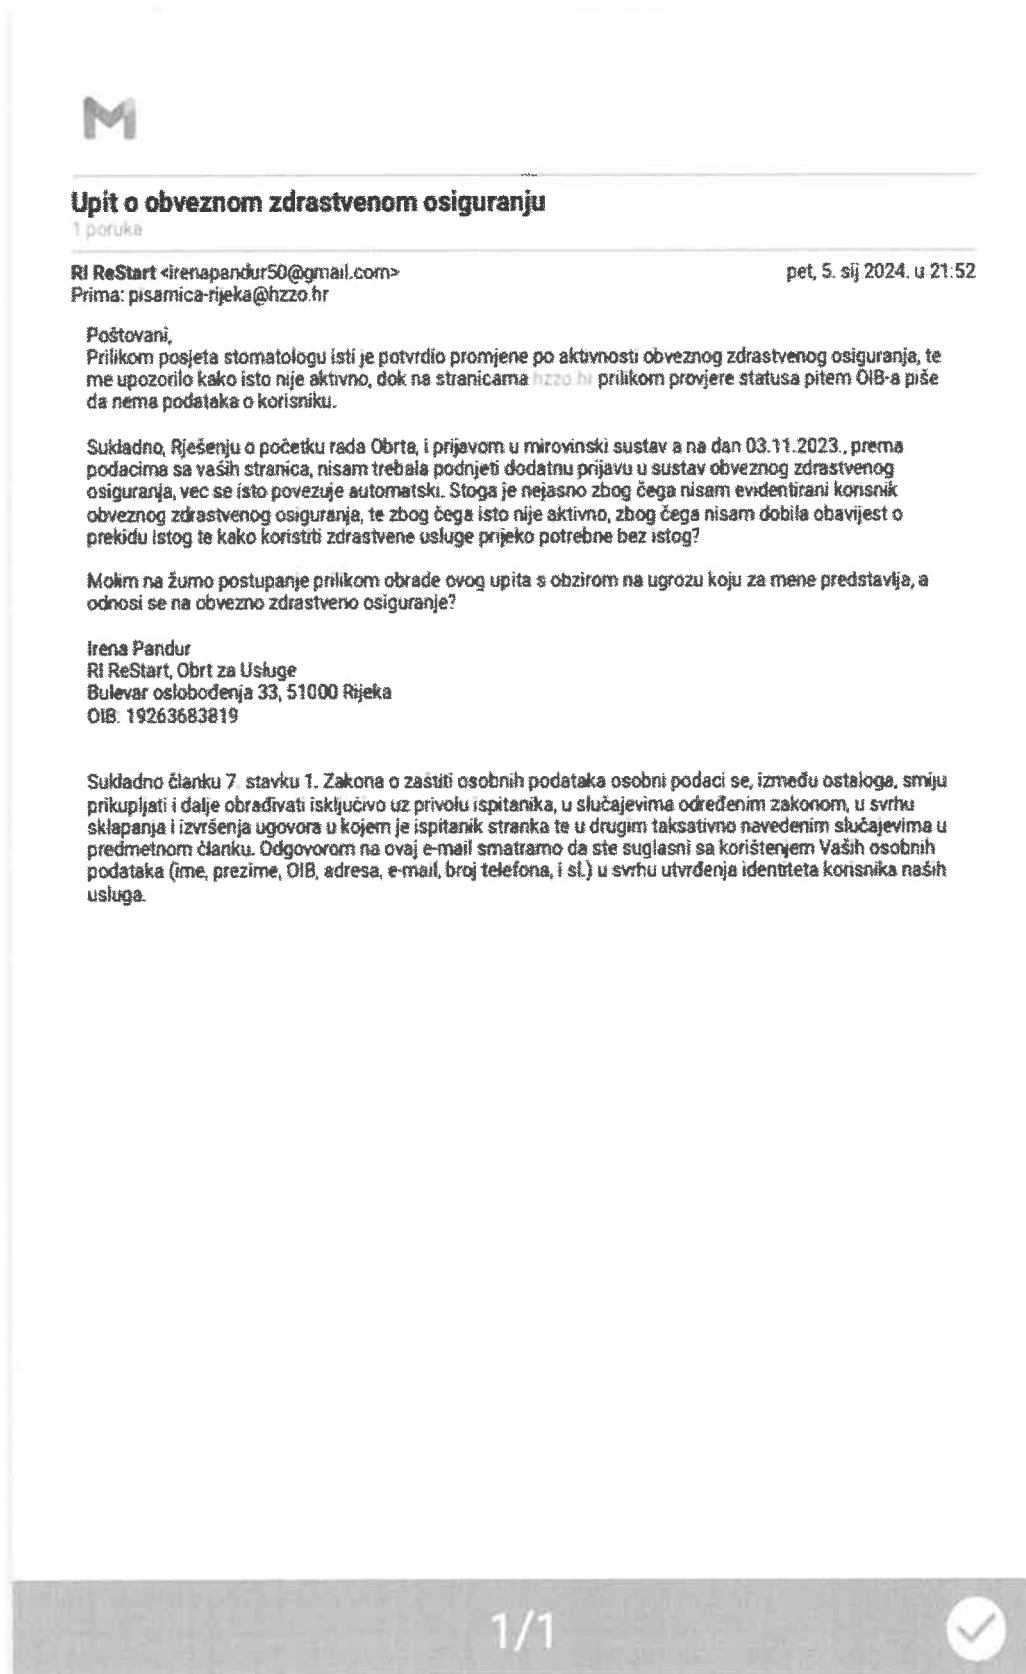 M
Upit o obveznom zdrastvenom osiguranju
1 poruka
RI ReStart <irenapandur50@gmail.com>
pet, 5. sij 2024. u 21:52
Prima: pisarnica-rijeka@hzzo.hr
Poštovani,
Prilikom posjeta stomatologu isti je potvrdio promjene po aktivnosti obveznog zdrastvenog osiguranja, te
me upozorilo kako isto nije aktivno, dok na stranicama hzzo.hr prilikom provjere statusa pitem OIB-a piše
da nema podataka o korisniku.
Sukladno, Rješenju o početku rada Obrta, i prijavom u mirovinski sustav a na dan 03.11.2023., prema
podacima sa vaših stranica, nisam trebala podnjeti dodatnu prijavu u sustav obveznog zdrastvenog
osiguranja, vec se isto povezuje automatski. Stoga je nejasno zbog čega nisam evidentirani korisnik
obveznog zdrastvenog osiguranja, te zbog čega isto nije aktivno, zbog čega nisam dobila obavijest o
prekidu istog te kako koristiti zdrastvene usluge prijeko potrebne bez istog?
Molim na žurno postupanje prilikom obrade ovog upita s obzirom na ugrozu koju za mene predstavlja, a
odnosi se na obvezno zdrastveno osiguranje?
Irena Pandur
RI ReStart, Obrt za Usluge
Bulevar oslobođenja 33, 51000 Rijeka
OIB: 19263683819
Sukladno članku 7. stavku 1. Zakona o zaštiti osobnih podataka osobni podaci se, između ostaloga, smiju
prikupljati i dalje obrađivati isključivo uz privolu ispitanika, u slučajevima određenim zakonom, u svrhu
sklapanja i izvršenja ugovora u kojem je ispitanik stranka te u drugim taksativno navedenim slučajevima u
predmetnom članku. Odgovorom na ovaj e-mail smatramo da ste suglasni sa korištenjem Vaših osobnih
podataka (ime, prezime, OIB, adresa, e-mail, broj telefona, i sl.) u svrhu utvrđenja identiteta korisnika naših
usluga.
1/1